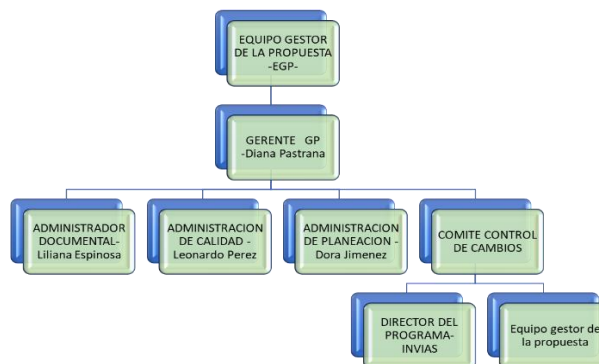 EQUIPO GESTOR
DE LA PROPUESTA
-EGP-
GERENTE GP
-Diana Pastrana
ADMINISTRADOR
DOCUMENTAL-
Liliana Espinosa
ADMINISTRACION
DE CALIDAD -
Leonardo Perez
ADMINISTRACION
DE PLANEACION -
Dora Jimenez
COMITE CONTROL
DE CAMBIOS
DIRECTOR DEL
PROGRAMA-
INVIAS
Equipo gestor de
la propuesta